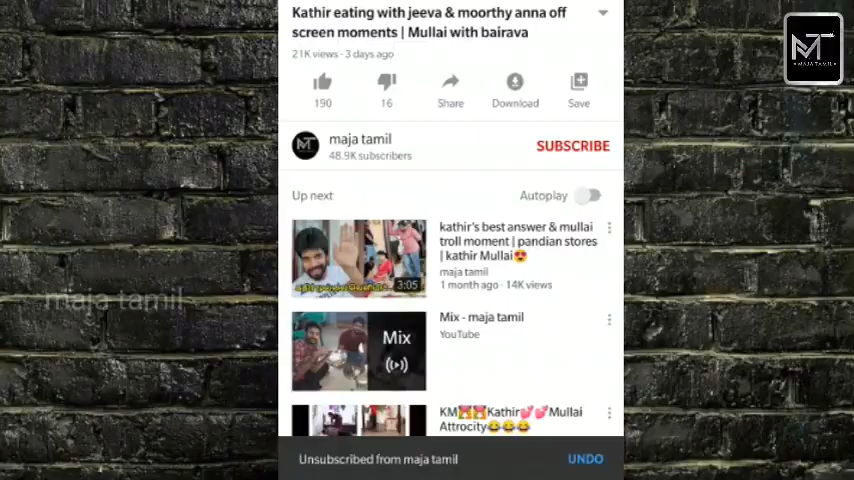 Kathir eating with jeeva & moorthy anna off
screen moments | Mullai with bairava
21K views · 3 days ago
190
16
Share
Download
Save
MT
MAJA TAMIL
maja tamil
48.9K subscribers
SUBSCRIBE
Up next
Autoplay
kathir's best answer & mullai
troll moment | pandian stores
| kathir Mullai😍
maja tamil
1 month ago · 14K views
3:05
Mix
Mix - maja tamil
YouTube
maja tamil
KM💑💑Kathir💕💕Mullai
Attrocity😂😂😂
Unsubscribed from maja tamil
UNDO